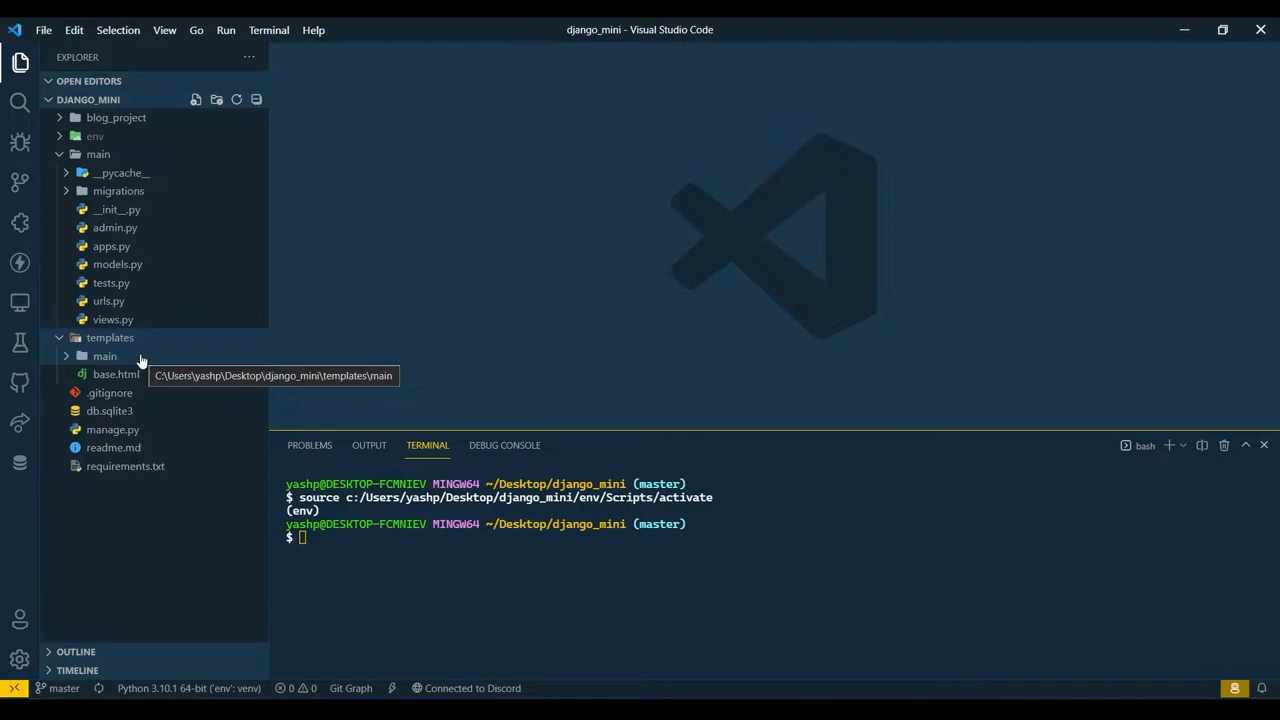 File Edit Selection View Go Run Terminal Help
django_mini - Visual Studio Code
EXPLORER
OPEN EDITORS
DJANGO_MINI
blog_project
env
main
__pycache__
migrations
__init__.py
admin.py
apps.py
models.py
tests.py
urls.py
views.py
templates
main
base.html
C:\Users\yashp\Desktop\django_mini\templates\main
.gitignore
db.sqlite3
manage.py
readme.md
requirements.txt
OUTLINE
TIMELINE
PROBLEMS OUTPUT TERMINAL DEBUG CONSOLE
bash
yashp@DESKTOP-FCMNIEV MINGW64 ~/Desktop/django_mini (master)
$ source c:/Users/yashp/Desktop/django_mini/env/Scripts/activate
(env)
yashp@DESKTOP-FCMNIEV MINGW64 ~/Desktop/django_mini (master)
$
master Python 3.10.1 64-bit ('env': venv) 0 0 Git Graph Connected to Discord